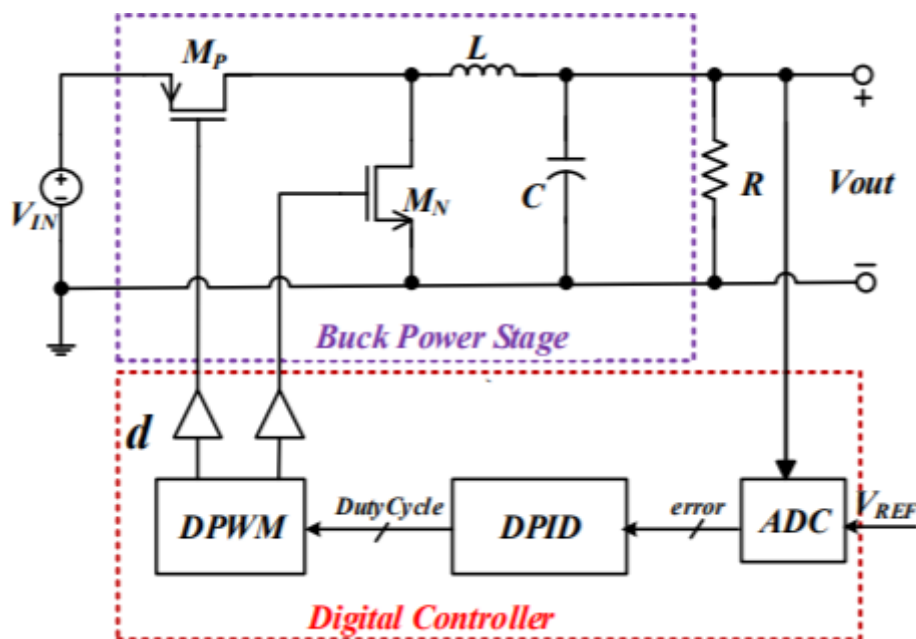 M_P
L
V_IN
M_N
C
R
+
Vout
−
Buck Power Stage
d
DPWM
DutyCycle
DPID
error
ADC
V_REF
Digital Controller